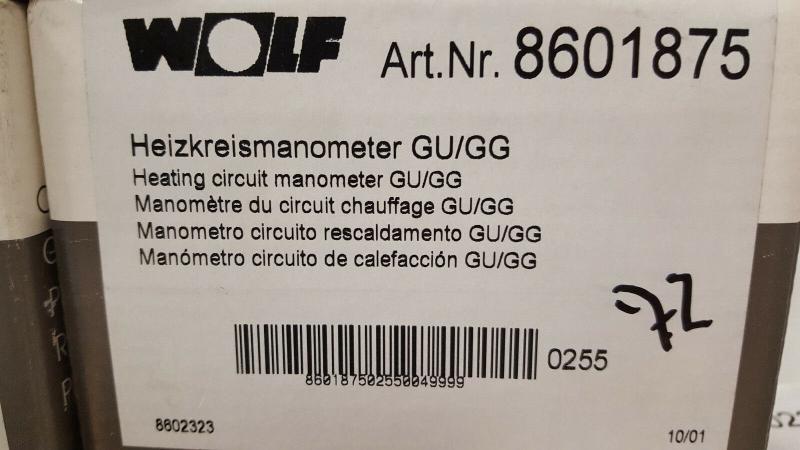 WOLF Art.Nr. 8601875
Heizkreismanometer GU/GG
Heating circuit manometer GU/GG
Manomètre du circuit chauffage GU/GG
Manometro circuito rescaldamento GU/GG
Manómetro circuito de calefacción GU/GG
72
0255
860187502550049999
8602323
10/01